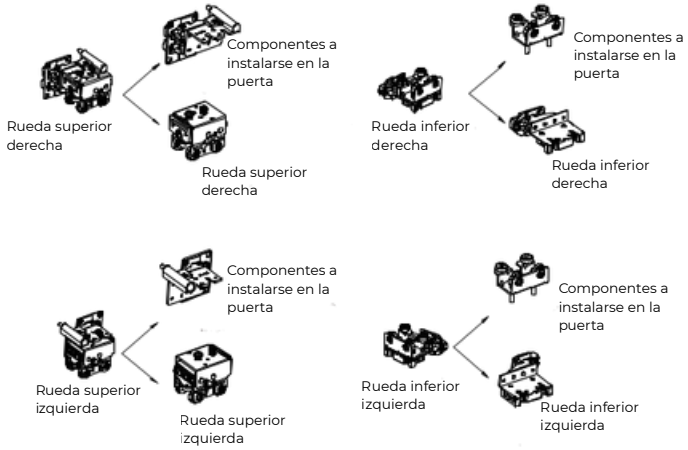 Componentes a
instalarse en la
puerta
Rueda superior
derecha
Rueda superior
derecha
Componentes a
instalarse en la
puerta
Rueda inferior
derecha
Rueda inferior
derecha
Componentes a
instalarse en la
puerta
Rueda superior
izquierda
Rueda superior
izquierda
Componentes a
instalarse en la
puerta
Rueda inferior
izquierda
Rueda inferior
izquierda